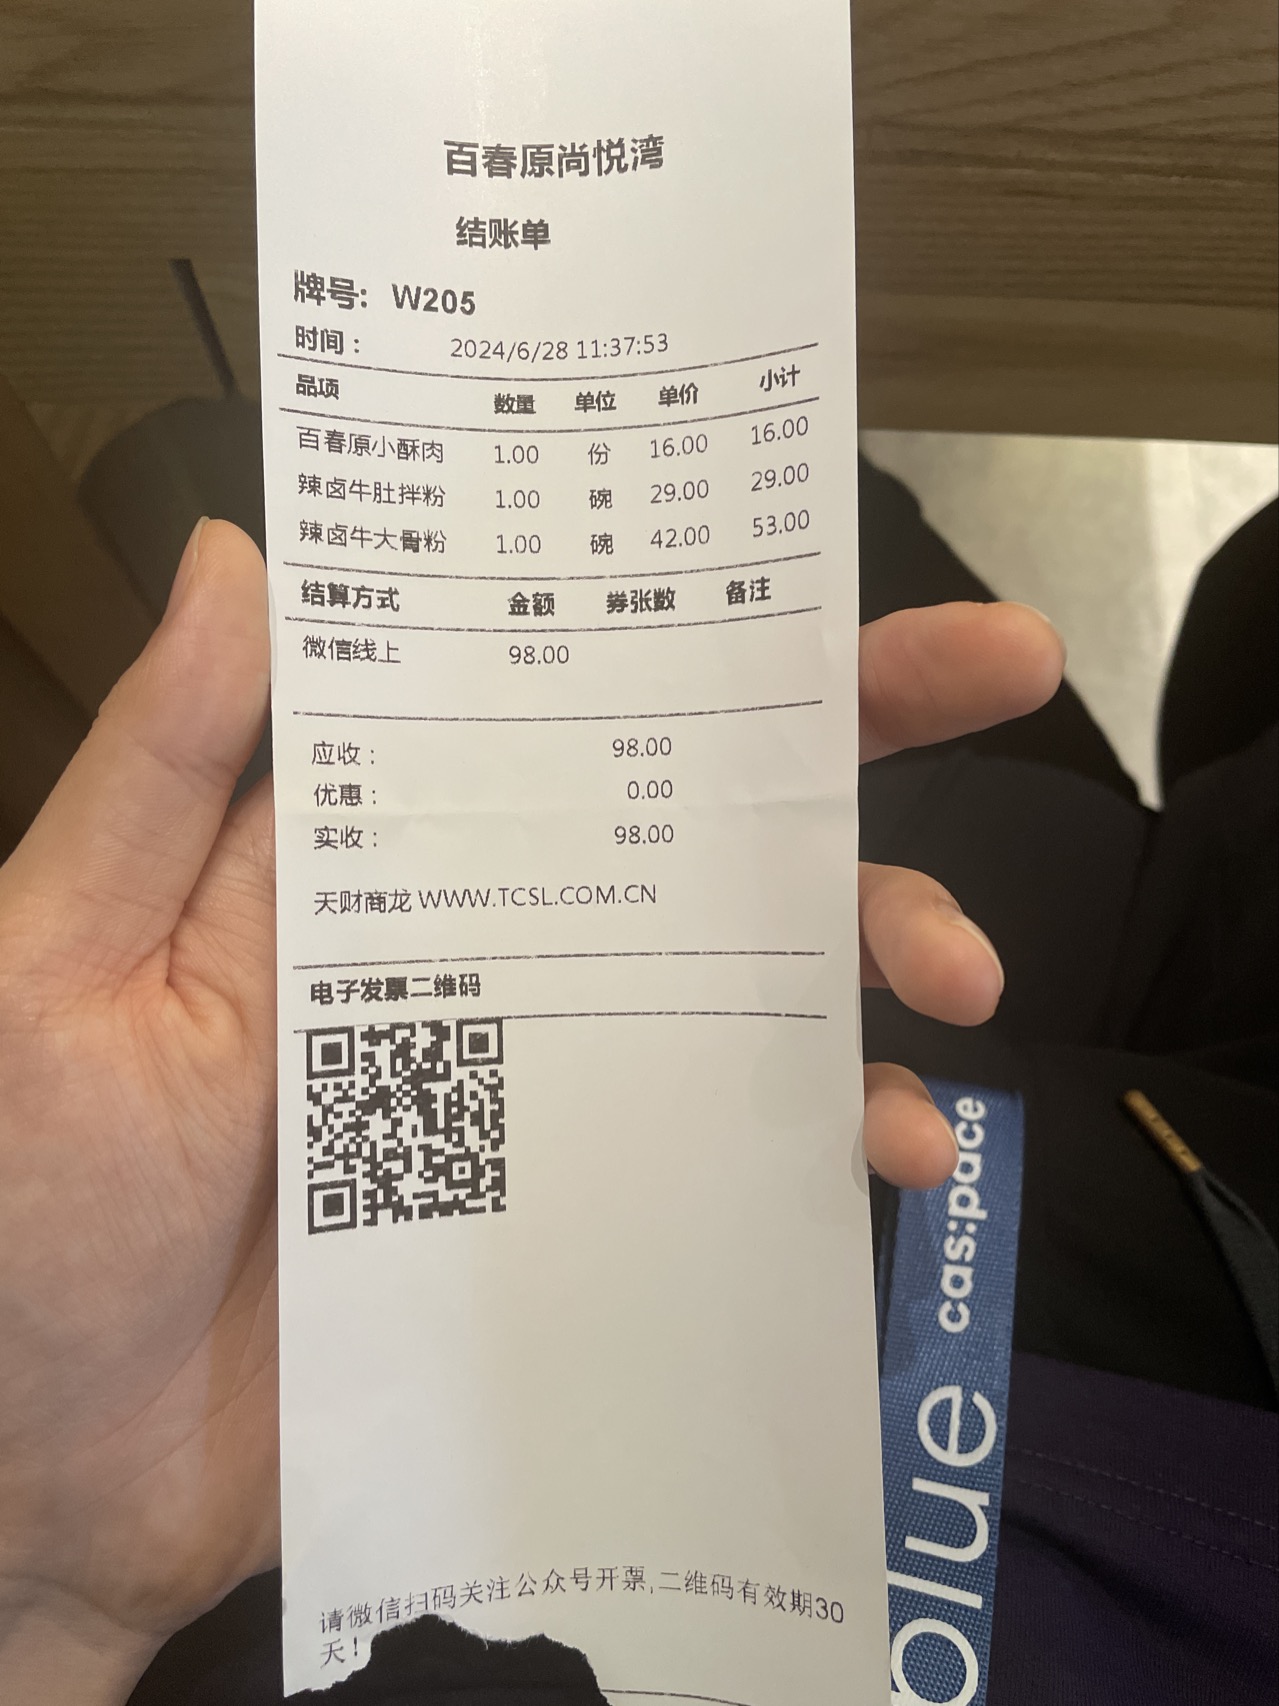 百春原尚悦湾
结账单
牌号: W205
时间: 2024/6/28 11:37:53
品项 数量 单位 单价 小计
百春原小酥肉 1.00 份 16.00 16.00
辣卤牛肚拌粉 1.00 碗 29.00 29.00
辣卤牛大骨粉 1.00 碗 42.00 53.00
结算方式 金额 券张数 备注
微信线上 98.00
应收: 98.00
优惠: 0.00
实收: 98.00
天财商龙 WWW.TCSL.COM.CN
电子发票二维码
请微信扫码关注公众号开票,二维码有效期30
天!
cas:pace
blue